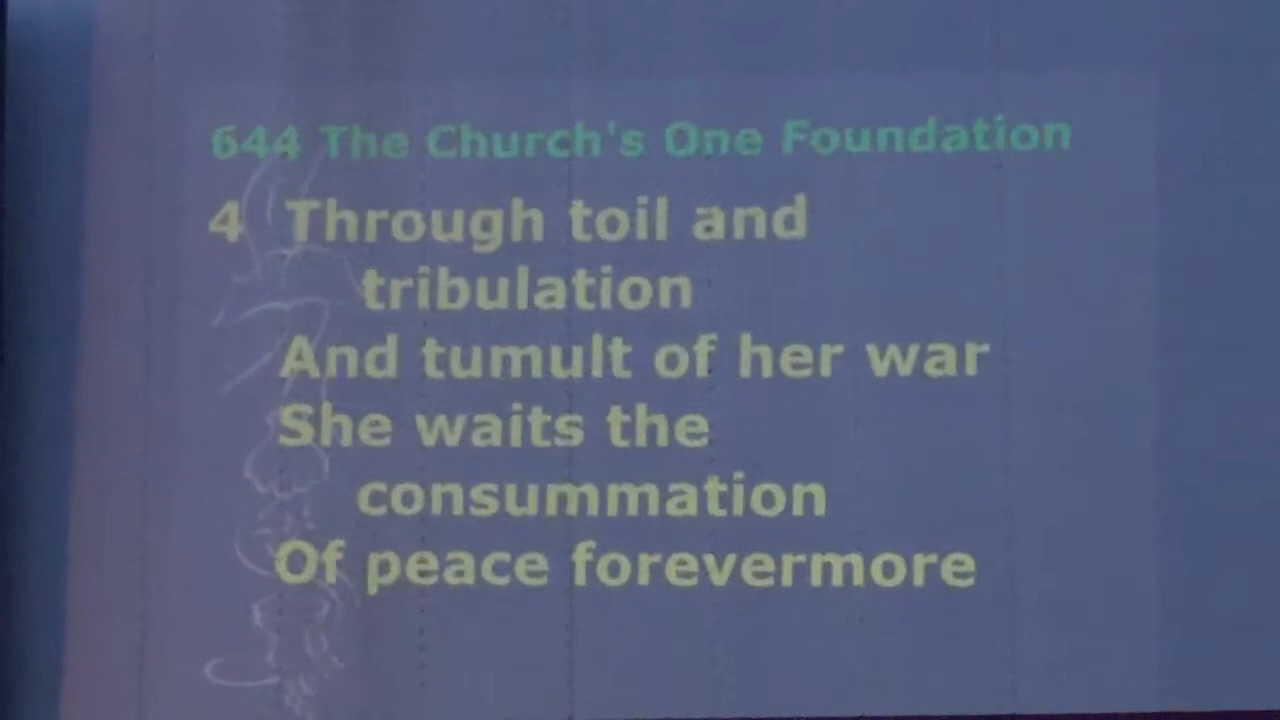 644 The Church's One Foundation
4 Through toil and
tribulation
And tumult of her war
She waits the
consummation
Of peace forevermore